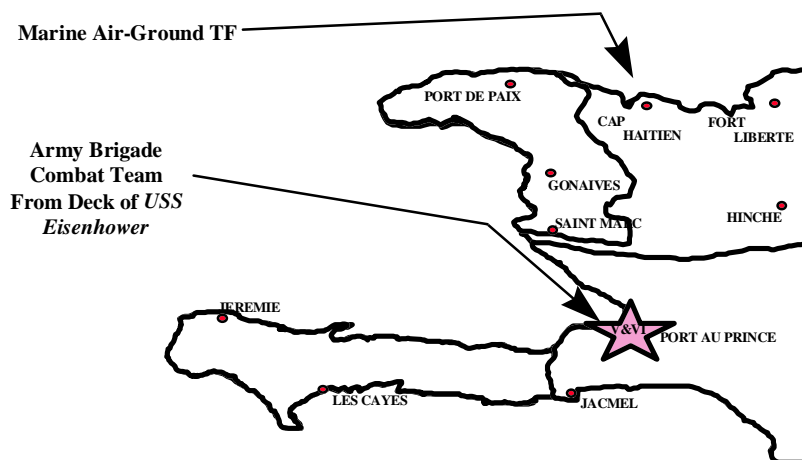 Marine Air-Ground TF
Army Brigade
Combat Team
From Deck of USS
Eisenhower
PORT DE PAIX
CAP
HAITIEN
FORT
LIBERTE
GONAIVES
HINCHE
SAINT MARC
JEREMIE
V&VI
PORT AU PRINCE
LES CAYES
JACMEL